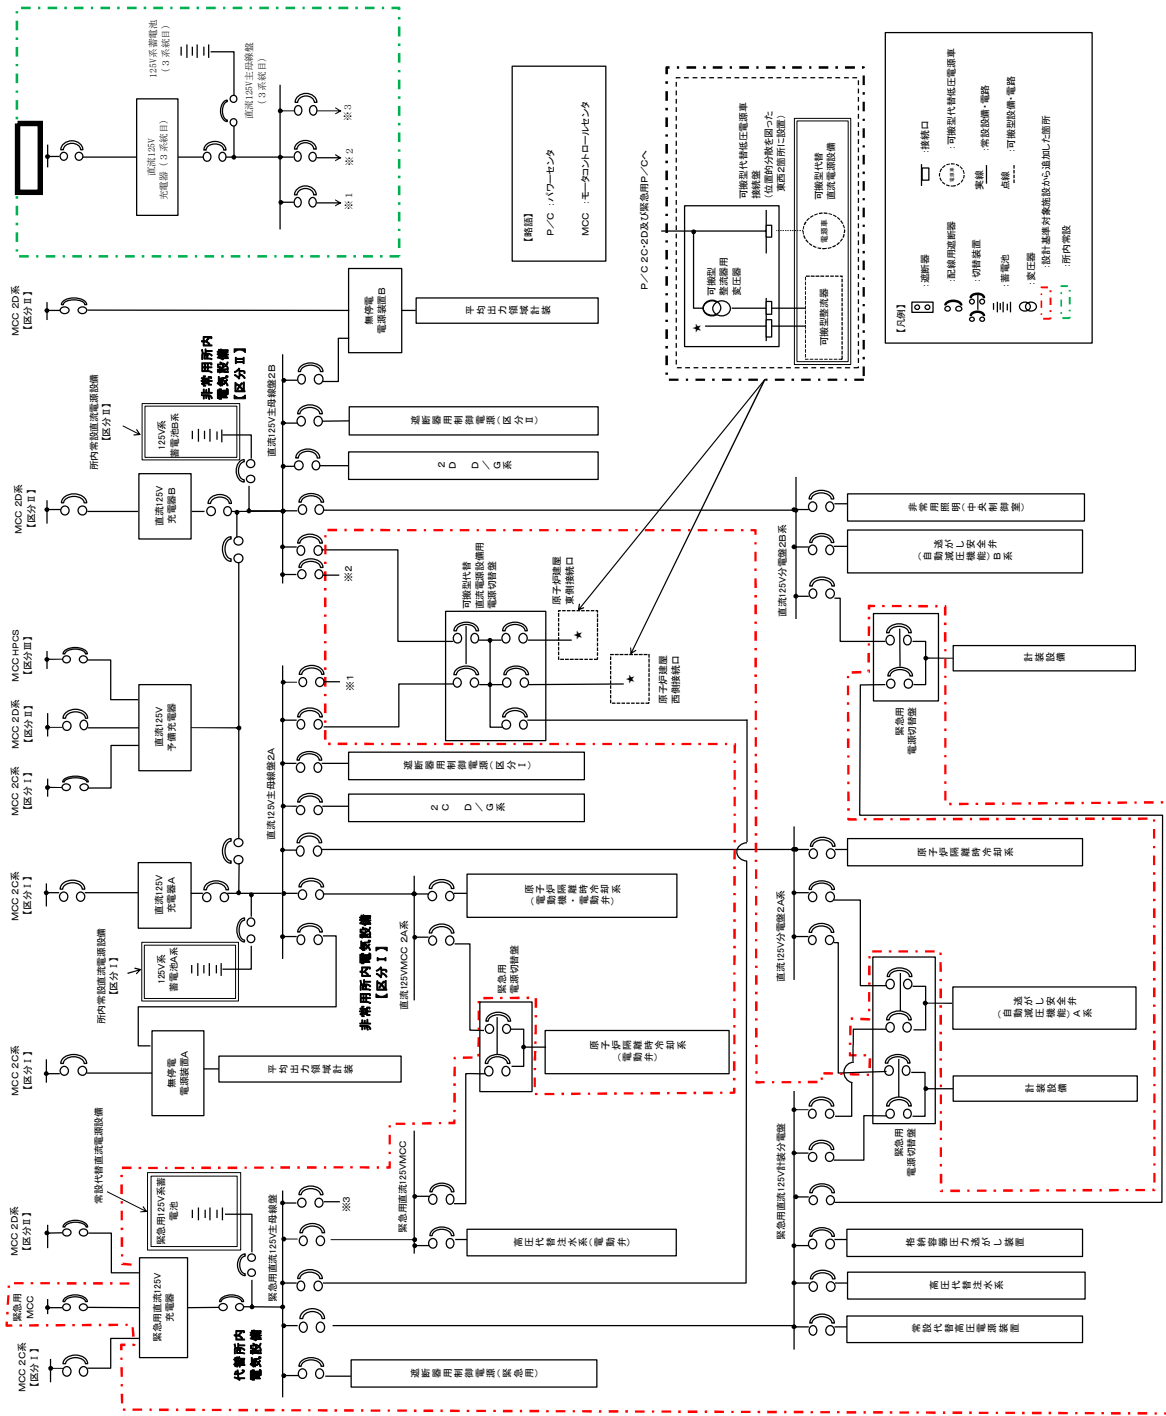 125V系蓄電池
(3系統目)
直流125V
充電器(3系統目)
直流125V主母線盤
(3系統目)
※1
※2
※3
【略語】
P/C :パワーセンタ
MCC :モータコントロールセンタ
P/C 2C・2D及び緊急用P/Cへ
可搬型代替低圧電源車
接続盤
(位置的分散を図った
東西2箇所に設置)
可搬型
整流器用
変圧器
★
可搬型代替
直流電源設備
電源車
可搬型整流器
【凡例】
:遮断器
:配線用遮断器
:切替装置
:蓄電池
:変圧器
:接続口
電源車
:可搬型代替低圧電源車
実線
:常設設備・電路
点線
:可搬型設備・電路
:設計基準対象施設から追加した箇所
:所内常設
MCC 2D系
【区分Ⅱ】
無停電
電源装置B
平均出力領域計装
非常用所内
電気設備
【区分Ⅱ】
所内常設直流電源設備
【区分Ⅱ】
125V系
蓄電池B系
MCC 2D系
【区分Ⅱ】
直流125V
充電器B
直流125V主母線盤2B
遮断器用制御電源(区分Ⅱ)
2D D/G系
※2
MCC HPCS
【区分Ⅲ】
MCC 2D系
【区分Ⅱ】
MCC 2C系
【区分Ⅰ】
直流125V
予備充電器
可搬型代替
直流電源設備用
電源切替盤
原子炉建屋
東側接続口
★
原子炉建屋
西側接続口
★
直流125V分電盤2B系
非常用照明(中央制御室)
逃がし安全弁
(自動減圧機能)B系
計装設備
緊急用
電源切替盤
直流125V主母線盤2A
※1
遮断器用制御電源(区分Ⅰ)
2C D/G系
MCC 2C系
【区分Ⅰ】
直流125V
充電器A
所内常設直流電源設備
【区分Ⅰ】
125V系
蓄電池A系
非常用所内電気設備
【区分Ⅰ】
直流125VMCC 2A系
原子炉隔離時冷却系
(電動機・電動弁)
緊急用
電源切替盤
原子炉隔離時冷却系
(電動弁)
MCC 2C系
【区分Ⅰ】
無停電
電源装置A
平均出力領域計装
直流125V分電盤2A系
原子炉隔離時冷却系
逃がし安全弁
(自動減圧機能)A系
計装設備
緊急用
電源切替盤
常設代替直流電源設備
緊急用125V系蓄
電池
MCC 2D系
【区分Ⅱ】
緊急用
MCC
MCC 2C系
【区分Ⅰ】
緊急用直流125V
充電器
代替所内
電気設備
緊急用直流125V主母線盤
※3
遮断器用制御電源(緊急用)
緊急用直流125VMCC
高圧代替注水系(電動弁)
緊急用直流125V計装分電盤
格納容器圧力逃がし装置
高圧代替注水系
常設代替高圧電源装置